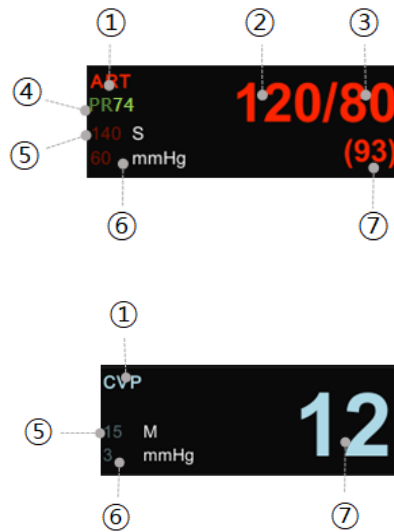 ① ② ③
ART 120/80
④ PR74
⑤ 140 S
60 mmHg (93)
⑥ ⑦
①
CVP 12
⑤ 15 M
3 mmHg
⑥ ⑦